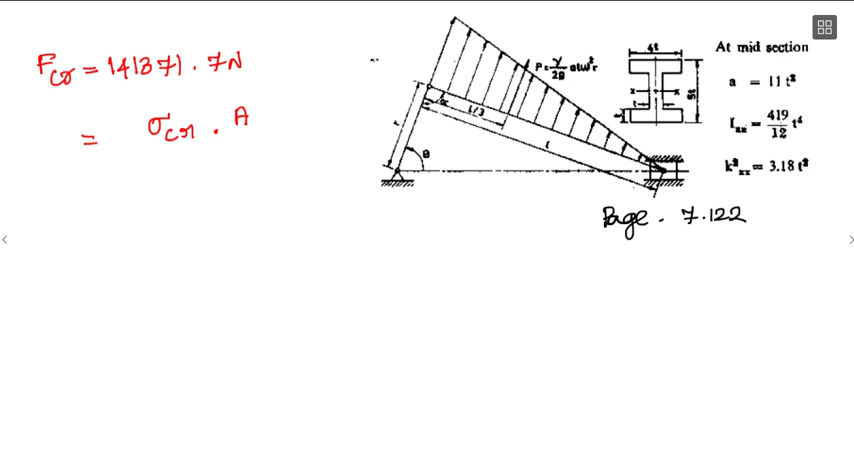 F_cr = 141371.7N
= σ_cr . A
P = γ/2g alω²r
4t
5t
t
t
x x
r
α
l/3
l
θ
At mid section
a = 11 t²
I_xx = 419/12 t⁴
k²_xx = 3.18 t²
Page . 7.122